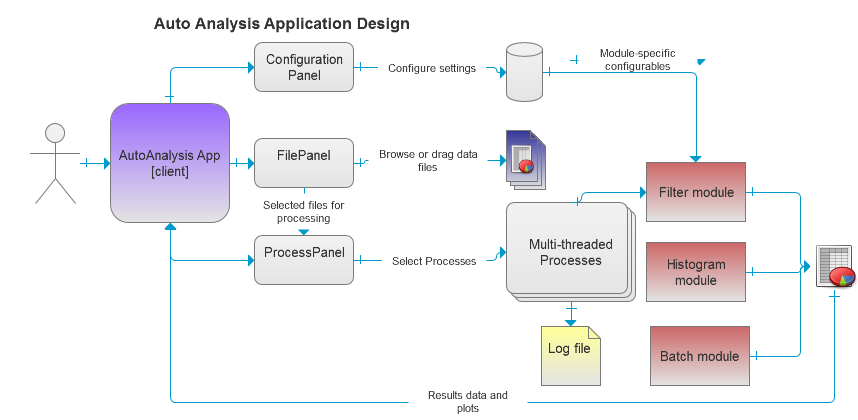 Auto Analysis Application Design
Configuration
Panel
Configure settings
Module-specific
configurables
AutoAnalysis App
[client]
FilePanel
Browse or drag data
files
Selected files for
processing
Filter module
ProcessPanel
Select Processes
Multi-threaded
Processes
Histogram
module
Log file
Batch module
Results data and
plots